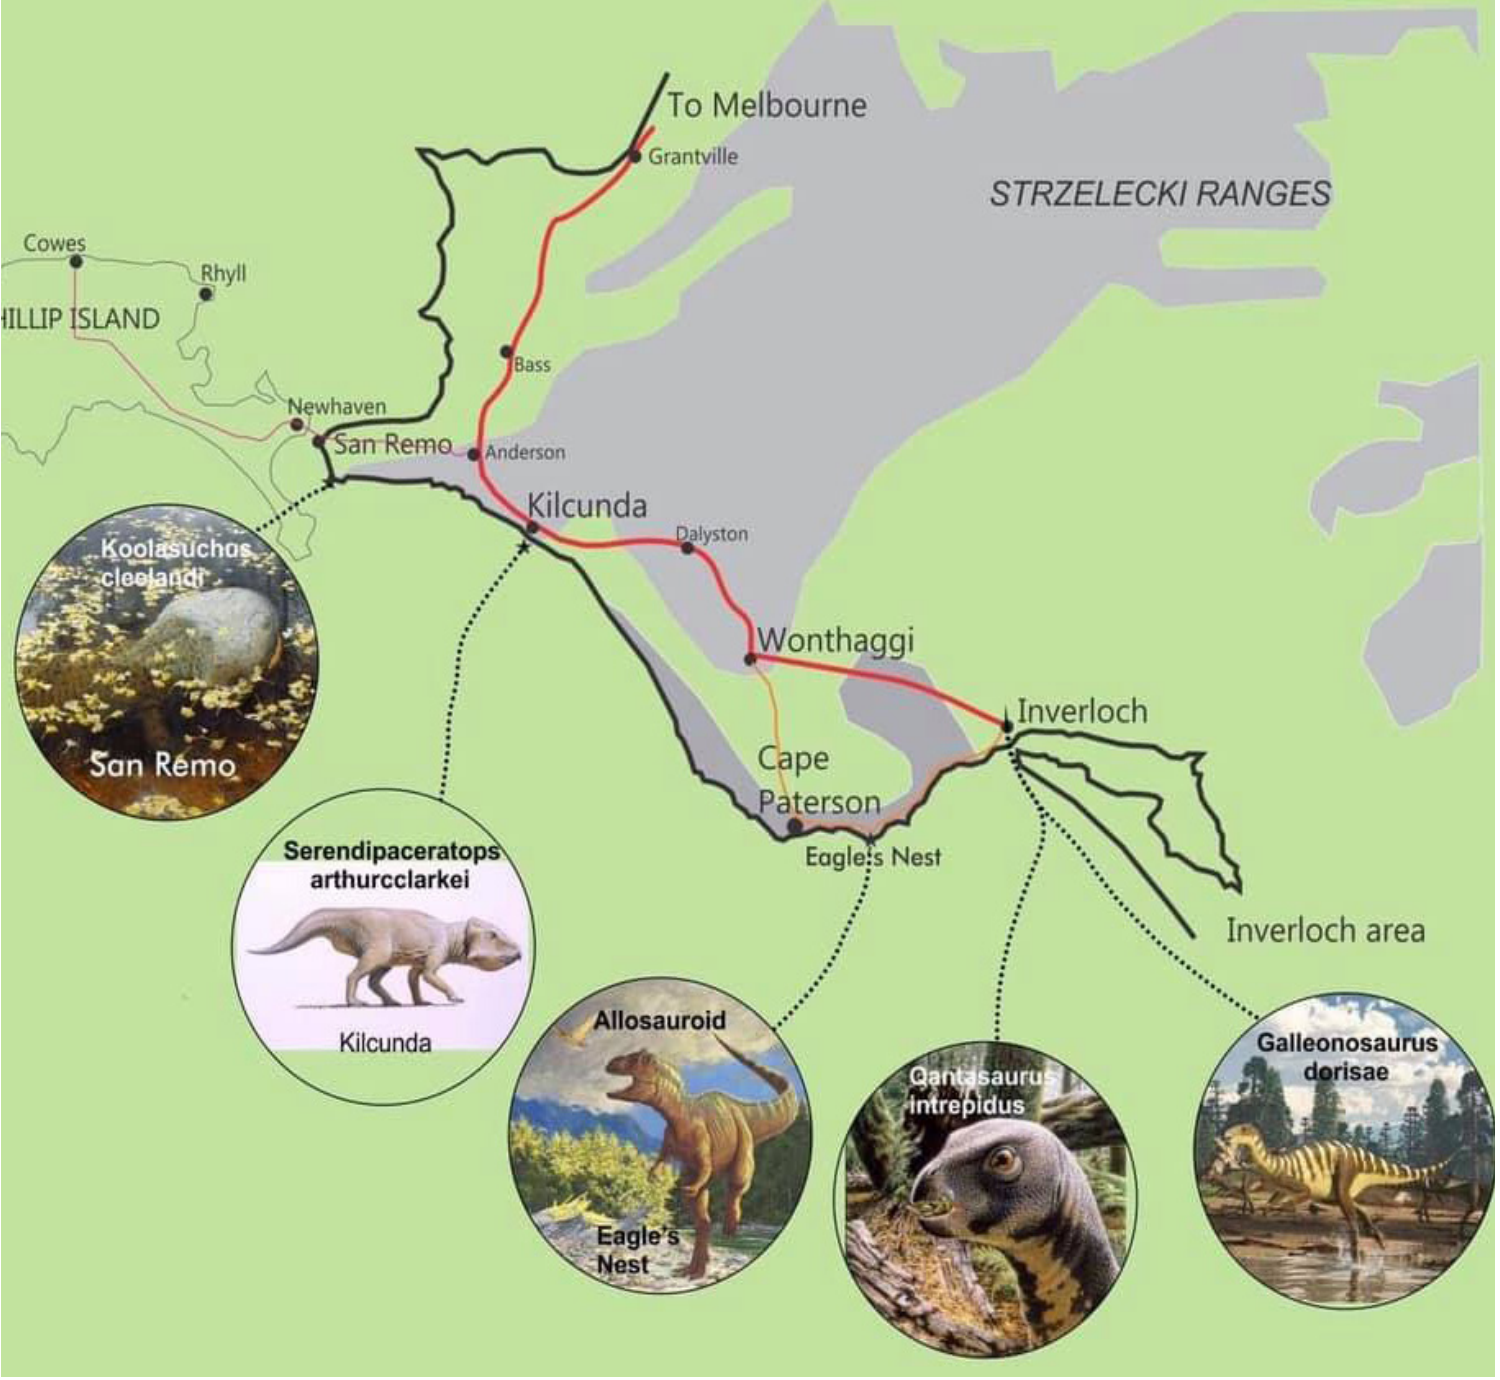 To Melbourne
Grantville
STRZELECKI RANGES
Cowes
Rhyll
HILLIP ISLAND
Bass
Newhaven
San Remo
Anderson
Kilcunda
Dalyston
Wonthaggi
Inverloch
Cape
Paterson
Eagle's Nest
Inverloch area
Koolasuchus
cleelandi
San Remo
Serendipaceratops
arthurcclarkei
Kilcunda
Allosauroid
Eagle's
Nest
Qantasaurus
intrepidus
Galleonosaurus
dorisae